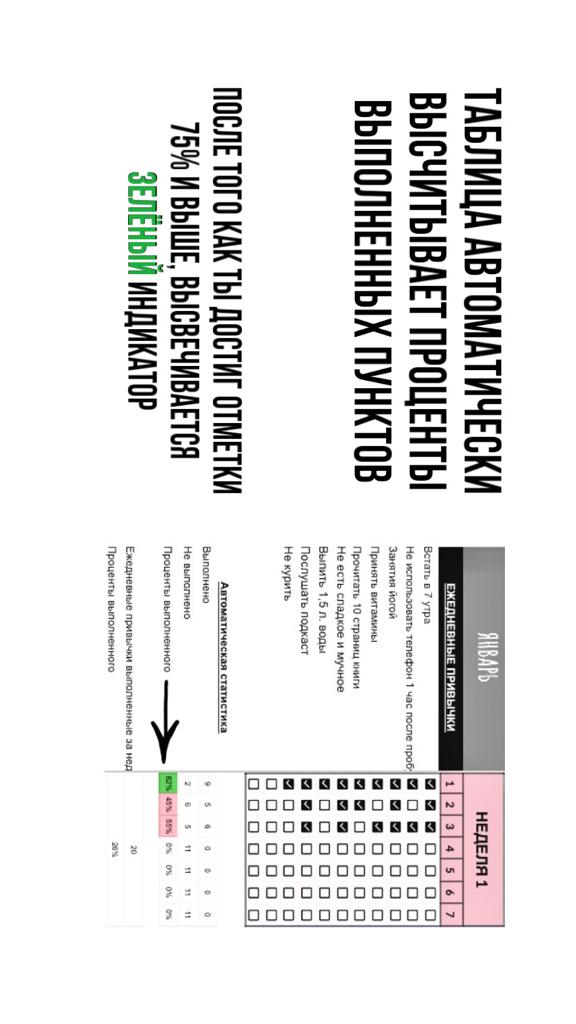 ТАБЛИЦА АВТОМАТИЧЕСКИ
ВЫСЧИТЫВАЕТ ПРОЦЕНТЫ
ВЫПОЛНЕННЫХ ПУНКТОВ
ПОСЛЕ ТОГО КАК ТЫ ДОСТИГ ОТМЕТКИ
75% И ВЫШЕ, ВЫСВЕЧИВАЕТСЯ
ЗЕЛЁНЫЙ ИНДИКАТОР
ЯНВАРЬ
НЕДЕЛЯ 1
ЕЖЕДНЕВНЫЕ ПРИВЫЧКИ
1 2 3 4 5 6 7
Встать в 7 утра
Не использовать телефон 1 час после проб
Занятия йогой
Принять витамины
Прочитать 10 страниц книги
Не есть сладкое и мучное
Выпить 1,5 л. воды
Послушать подкаст
Не курить
Автоматическая статистика
Выполнено 9 5 6 0 0 0 0
Не выполнено 2 6 5 11 11 11 11
Проценты выполненного 82% 45% 55% 0% 0% 0% 0%
Ежедневные привычки выполненные за нед 20
Проценты выполненного 26%